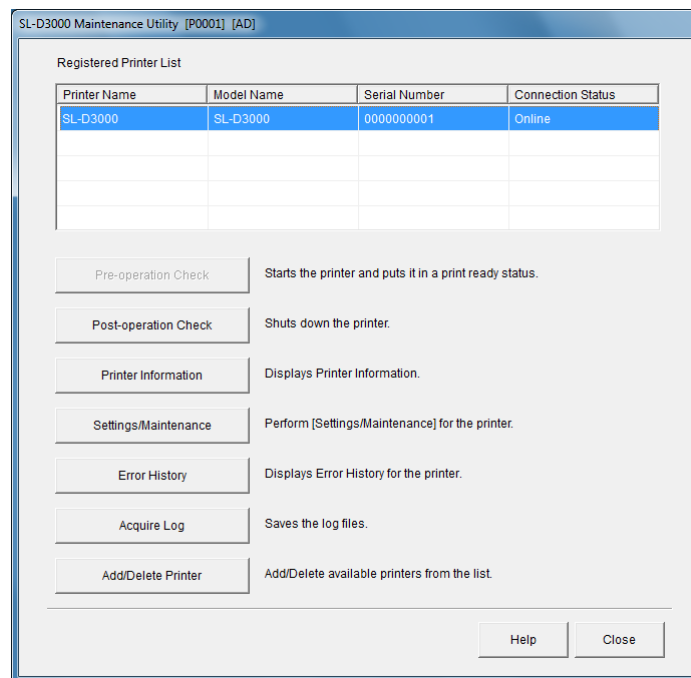 SL-D3000 Maintenance Utility [P0001] [AD]
Registered Printer List
Printer Name Model Name Serial Number Connection Status
SL-D3000 SL-D3000 0000000001 Online
Pre-operation Check Starts the printer and puts it in a print ready status.
Post-operation Check Shuts down the printer.
Printer Information Displays Printer Information.
Settings/Maintenance Perform [Settings/Maintenance] for the printer.
Error History Displays Error History for the printer.
Acquire Log Saves the log files.
Add/Delete Printer Add/Delete available printers from the list.
Help Close